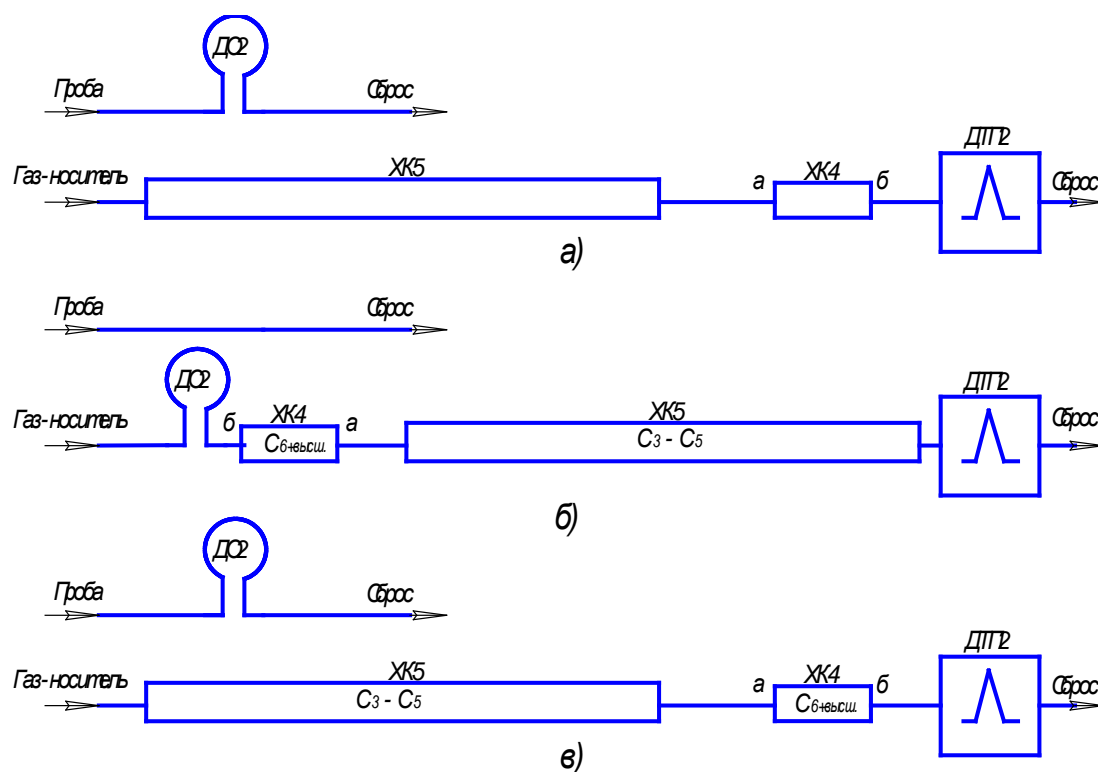 ДО2
Проба
Сброс
ДТП2
ХК5
ХК4
Газ-носитель
а
б
Сброс
а)
Проба
Сброс
ДО2
ДТП2
ХК4
ХК5
Газ-носитель
б
а
Сброс
С6+высш.
С3 - С5
б)
ДО2
Проба
Сброс
ДТП2
ХК5
ХК4
Газ-носитель
а
б
Сброс
С3 - С5
С6+высш.
в)